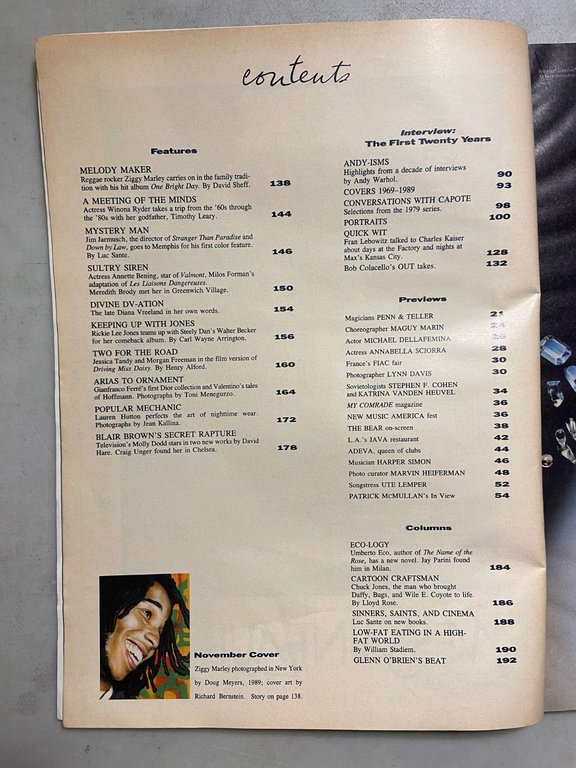 contents
Features
MELODY MAKER
Reggae rocker Ziggy Marley carries on in the family tradi-
tion with his hit album One Bright Day. By David Sheff. 138
A MEETING OF THE MINDS
Actress Winona Ryder takes a trip from the '60s through
the '80s with her godfather, Timothy Leary. 144
MYSTERY MAN
Jim Jarmusch, the director of Stranger Than Paradise and
Down by Law, goes to Memphis for his first color feature.
By Luc Sante. 146
SULTRY SIREN
Actress Annette Bening, star of Valmont, Milos Forman's
adaptation of Les Liaisons Dangereuses.
Meredith Brody met her in Greenwich Village. 150
DIVINE DV-ATION
The late Diana Vreeland in her own words. 154
KEEPING UP WITH JONES
Rickie Lee Jones teams up with Steely Dan's Walter Becker
for her comeback album. By Carl Wayne Arrington. 156
TWO FOR THE ROAD
Jessica Tandy and Morgan Freeman in the film version of
Driving Miss Daisy. By Henry Alford. 160
ARIAS TO ORNAMENT
Gianfranco Ferré's first Dior collection and Valentino's tales
of Hoffmann. Photographs by Toni Meneguzzo. 164
POPULAR MECHANIC
Lauren Hutton perfects the art of nighttime wear.
Photographs by Jean Kallina. 172
BLAIR BROWN'S SECRET RAPTURE
Television's Molly Dodd stars in two new works by David
Hare. Craig Unger found her in Chelsea. 178
November Cover
Ziggy Marley photographed in New York
by Doug Meyers, 1989; cover art by
Richard Bernstein. Story on page 138.
Interview:
The First Twenty Years
ANDY-ISMS
Highlights from a decade of interviews
by Andy Warhol. 90
COVERS 1969–1989 93
CONVERSATIONS WITH CAPOTE
Selections from the 1979 series. 98
PORTRAITS 100
QUICK WIT
Fran Lebowitz talked to Charles Kaiser
about days at the Factory and nights at
Max's Kansas City. 128
Bob Colacello's OUT takes. 132
Previews
Magicians PENN & TELLER 21
Choreographer MAGUY MARIN 24
Actor MICHEAL DELLAFEMINA 26
Actress ANNABELLA SCIORRA 28
France's FIAC fair 30
Photographer LYNN DAVIS 30
Sovietologists STEPHEN F. COHEN
and KATRINA VANDEN HEUVEL 34
MY COMRADE magazine 36
NEW MUSIC AMERICA fest 36
THE BEAR on-screen 38
L.A.'s JAVA restaurant 42
ADEVA, queen of clubs 44
Musician HARPER SIMON 46
Photo curator MARVIN HEIFERMAN 48
Songstress UTE LEMPER 52
PATRICK McMULLAN's In View 54
Columns
ECO-LOGY
Umberto Eco, author of The Name of the
Rose, has a new novel. Jay Parini found
him in Milan. 184
CARTOON CRAFTSMAN
Chuck Jones, the man who brought
Daffy, Bugs, and Wile E. Coyote to life.
By Lloyd Rose. 186
SINNERS, SAINTS, AND CINEMA
Luc Sante on new books. 188
LOW-FAT EATING IN A HIGH-
FAT WORLD
By William Stadiem. 190
GLENN O'BRIEN'S BEAT 192